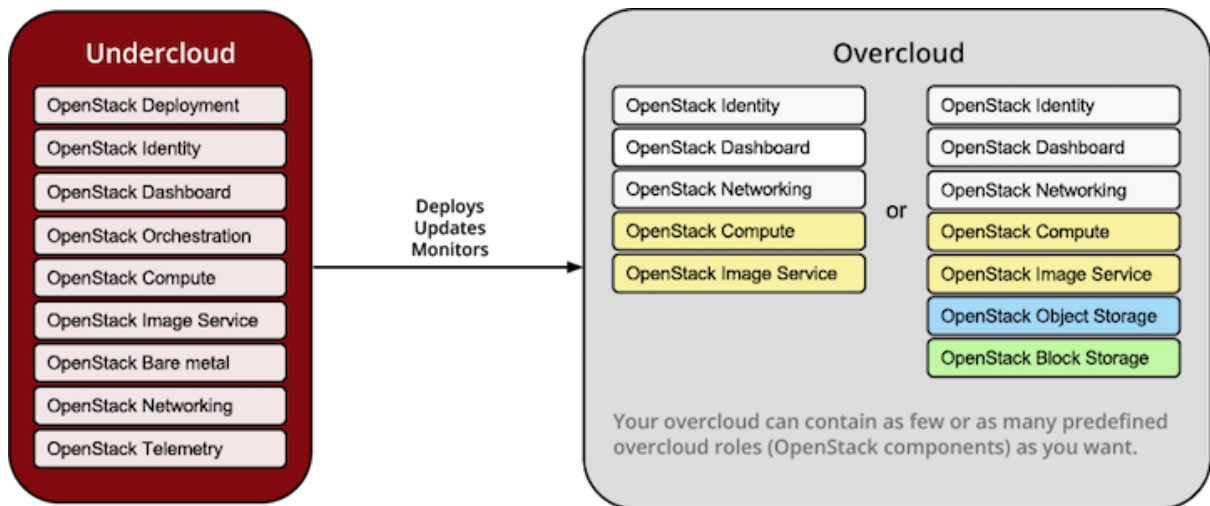 Undercloud
OpenStack Deployment
OpenStack Identity
OpenStack Dashboard
OpenStack Orchestration
OpenStack Compute
OpenStack Image Service
OpenStack Bare metal
OpenStack Networking
OpenStack Telemetry
Deploys
Updates
Monitors
Overcloud
OpenStack Identity
OpenStack Dashboard
OpenStack Networking
OpenStack Compute
OpenStack Image Service
or
OpenStack Identity
OpenStack Dashboard
OpenStack Networking
OpenStack Compute
OpenStack Image Service
OpenStack Object Storage
OpenStack Block Storage
Your overcloud can contain as few or as many predefined
overcloud roles (OpenStack components) as you want.